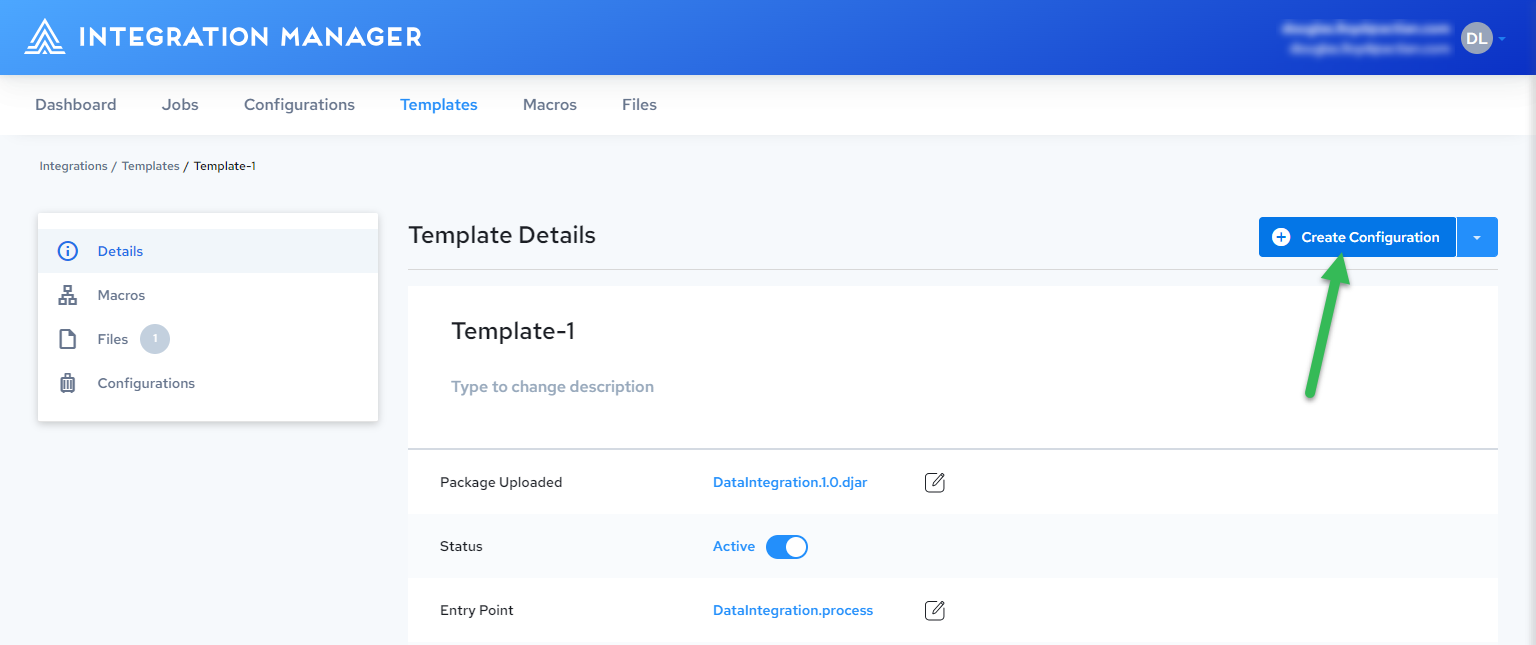 INTEGRATION MANAGER
DL
Dashboard Jobs Configurations Templates Macros Files
Integrations / Templates / Template-1
Details
Macros
Files 1
Configurations
Template Details
Create Configuration
Template-1
Type to change description
Package Uploaded DataIntegration.1.0.djar
Status Active
Entry Point DataIntegration.process